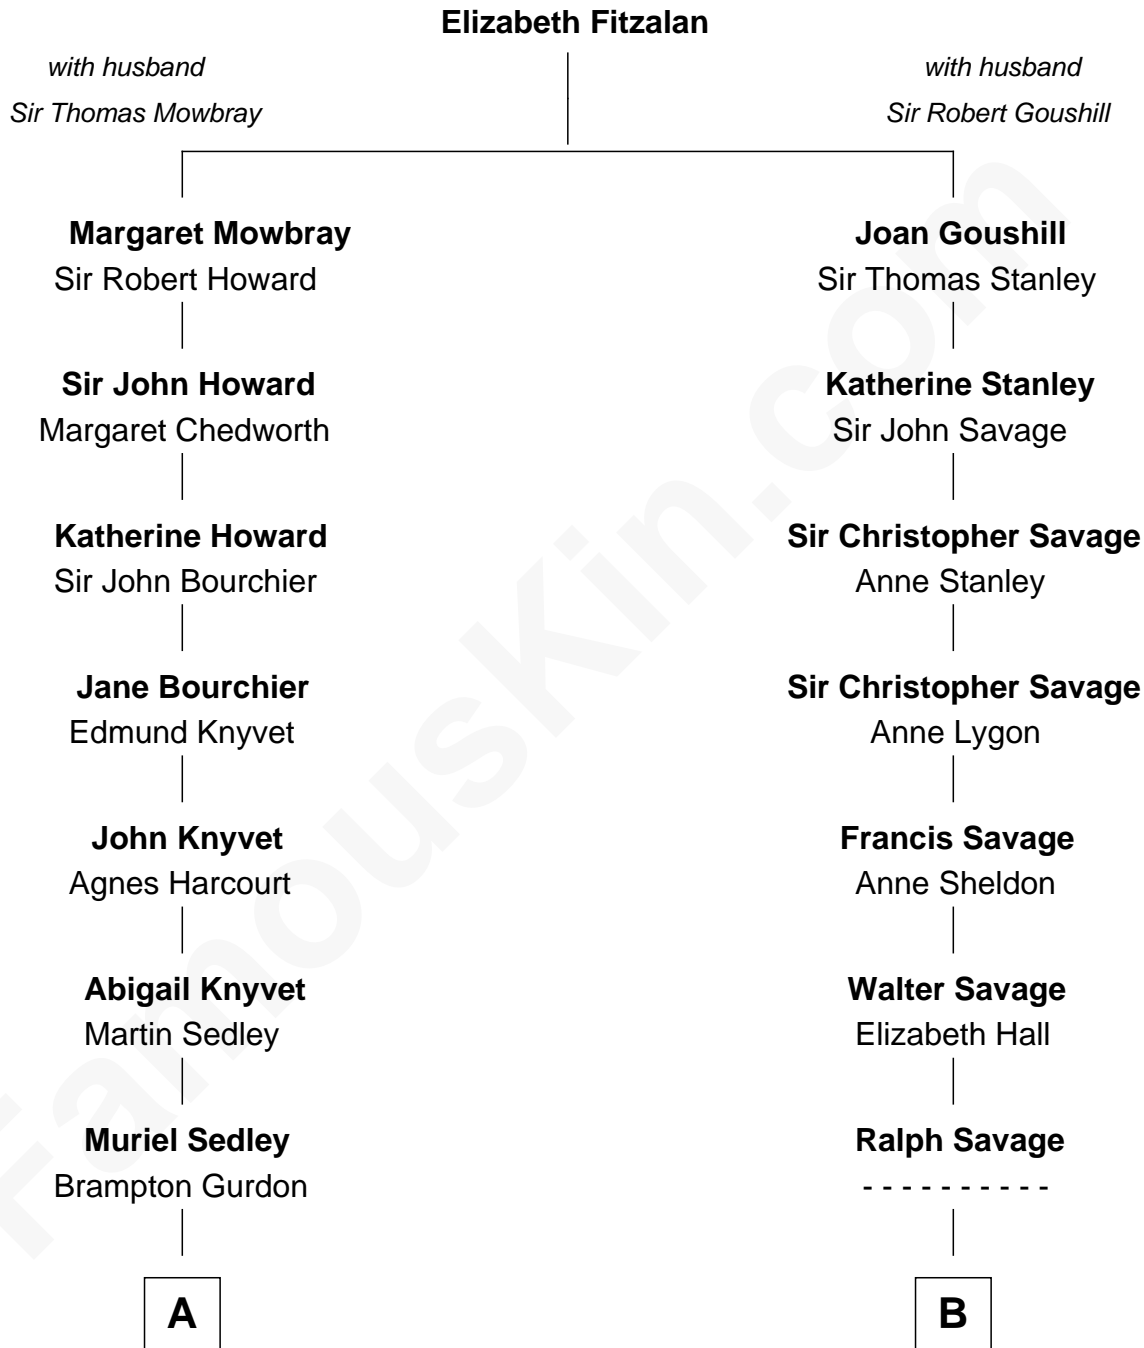 Elizabeth Fitzalan
with husband
Sir Thomas Mowbray
with husband
Sir Robert Goushill
Margaret Mowbray
Sir Robert Howard
Joan Goushill
Sir Thomas Stanley
Sir John Howard
Margaret Chedworth
Katherine Stanley
Sir John Savage
Katherine Howard
Sir John Bourchier
Sir Christopher Savage
Anne Stanley
Jane Bourchier
Edmund Knyvet
Sir Christopher Savage
Anne Lygon
John Knyvet
Agnes Harcourt
Francis Savage
Anne Sheldon
Abigail Knyvet
Martin Sedley
Walter Savage
Elizabeth Hall
Muriel Sedley
Brampton Gurdon
Ralph Savage
- - - - - - - - - -
A
B
FamousKin.com